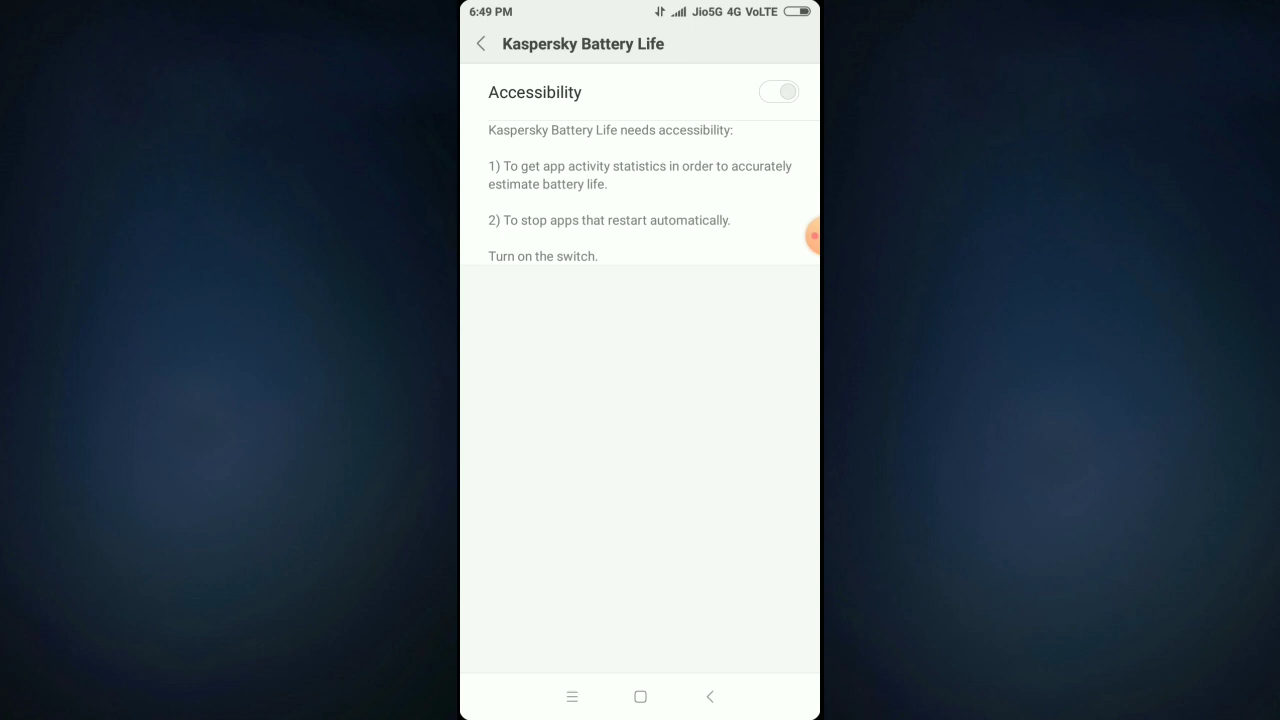 6:49 PM Jio5G 4G VoLTE
Kaspersky Battery Life
Accessibility
Kaspersky Battery Life needs accessibility:
1) To get app activity statistics in order to accurately
estimate battery life.
2) To stop apps that restart automatically.
Turn on the switch.